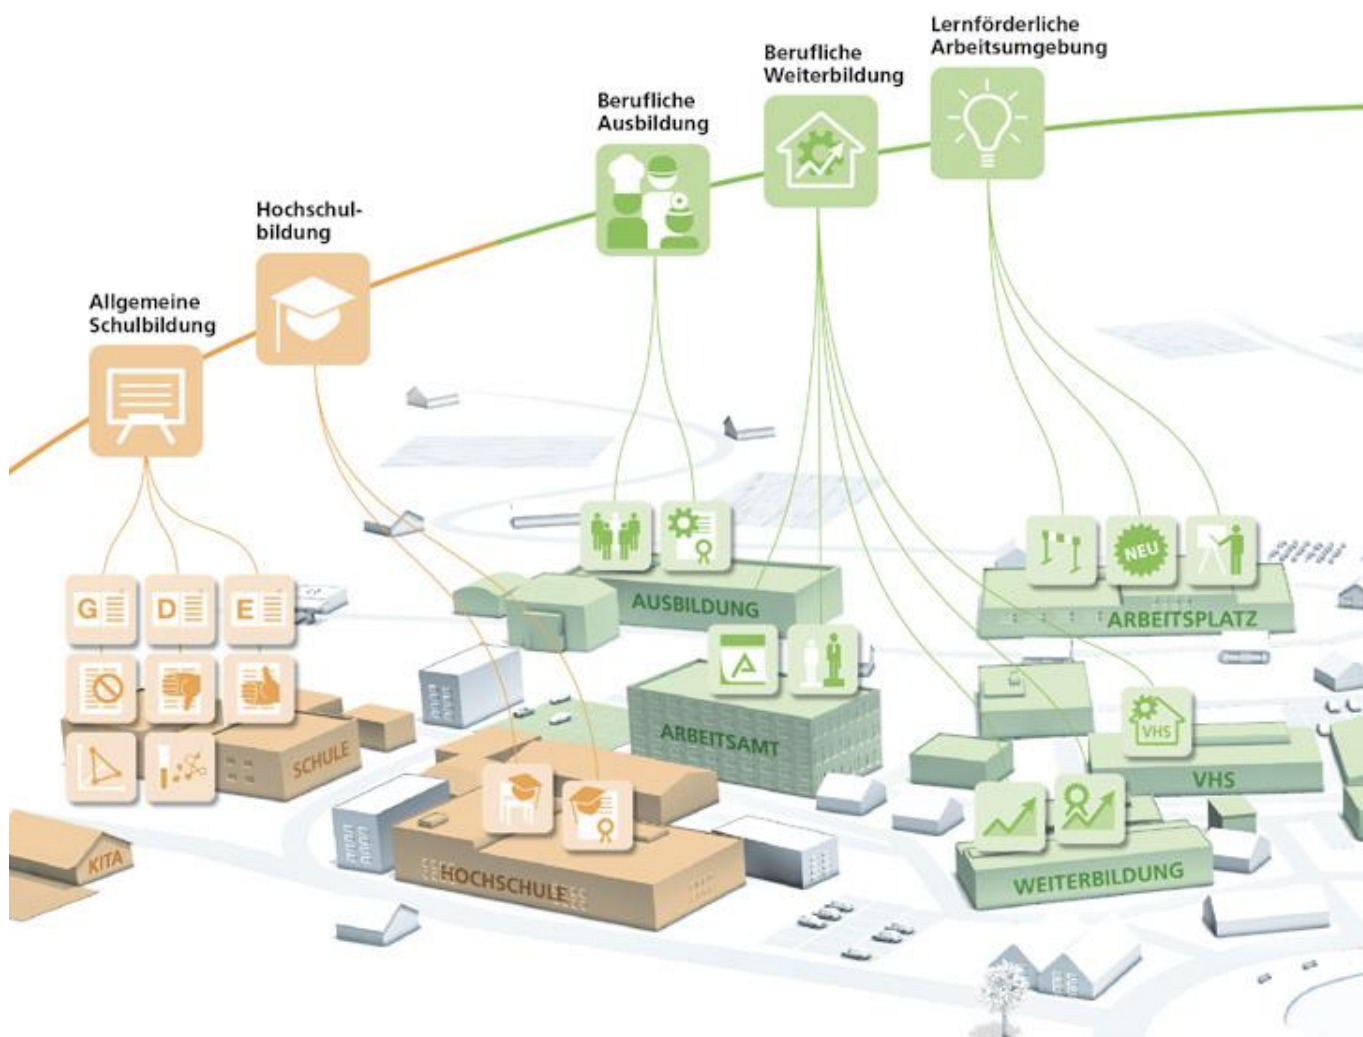 Lernförderliche
Arbeitsumgebung
Berufliche
Weiterbildung
Berufliche
Ausbildung
Hochschul-
bildung
Allgemeine
Schulbildung
NEU
G
D
E
AUSBILDUNG
ARBEITSPLATZ
A
ARBEITSAMT
VHS
VHS
SCHULE
KITA
HOCHSCHULE
WEITERBILDUNG